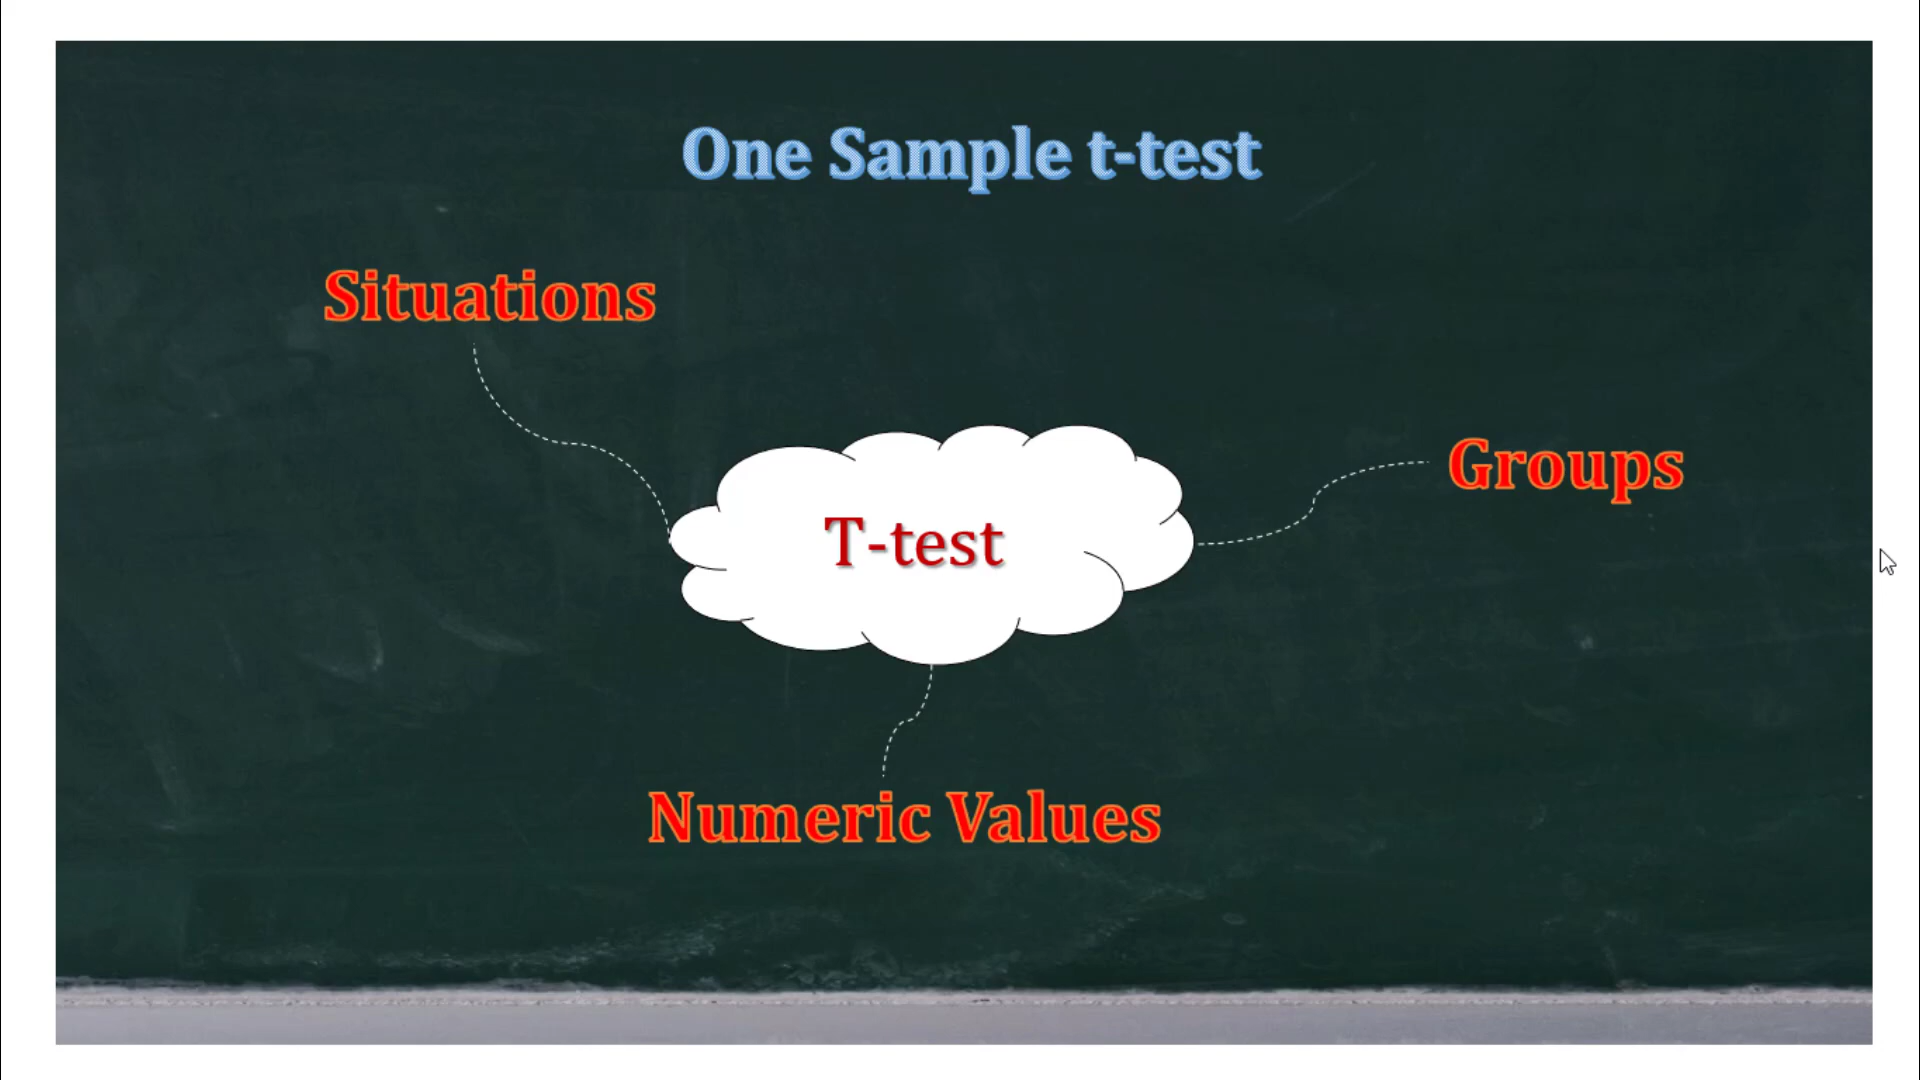 One Sample t-test
Situations
Groups
T-test
Numeric Values